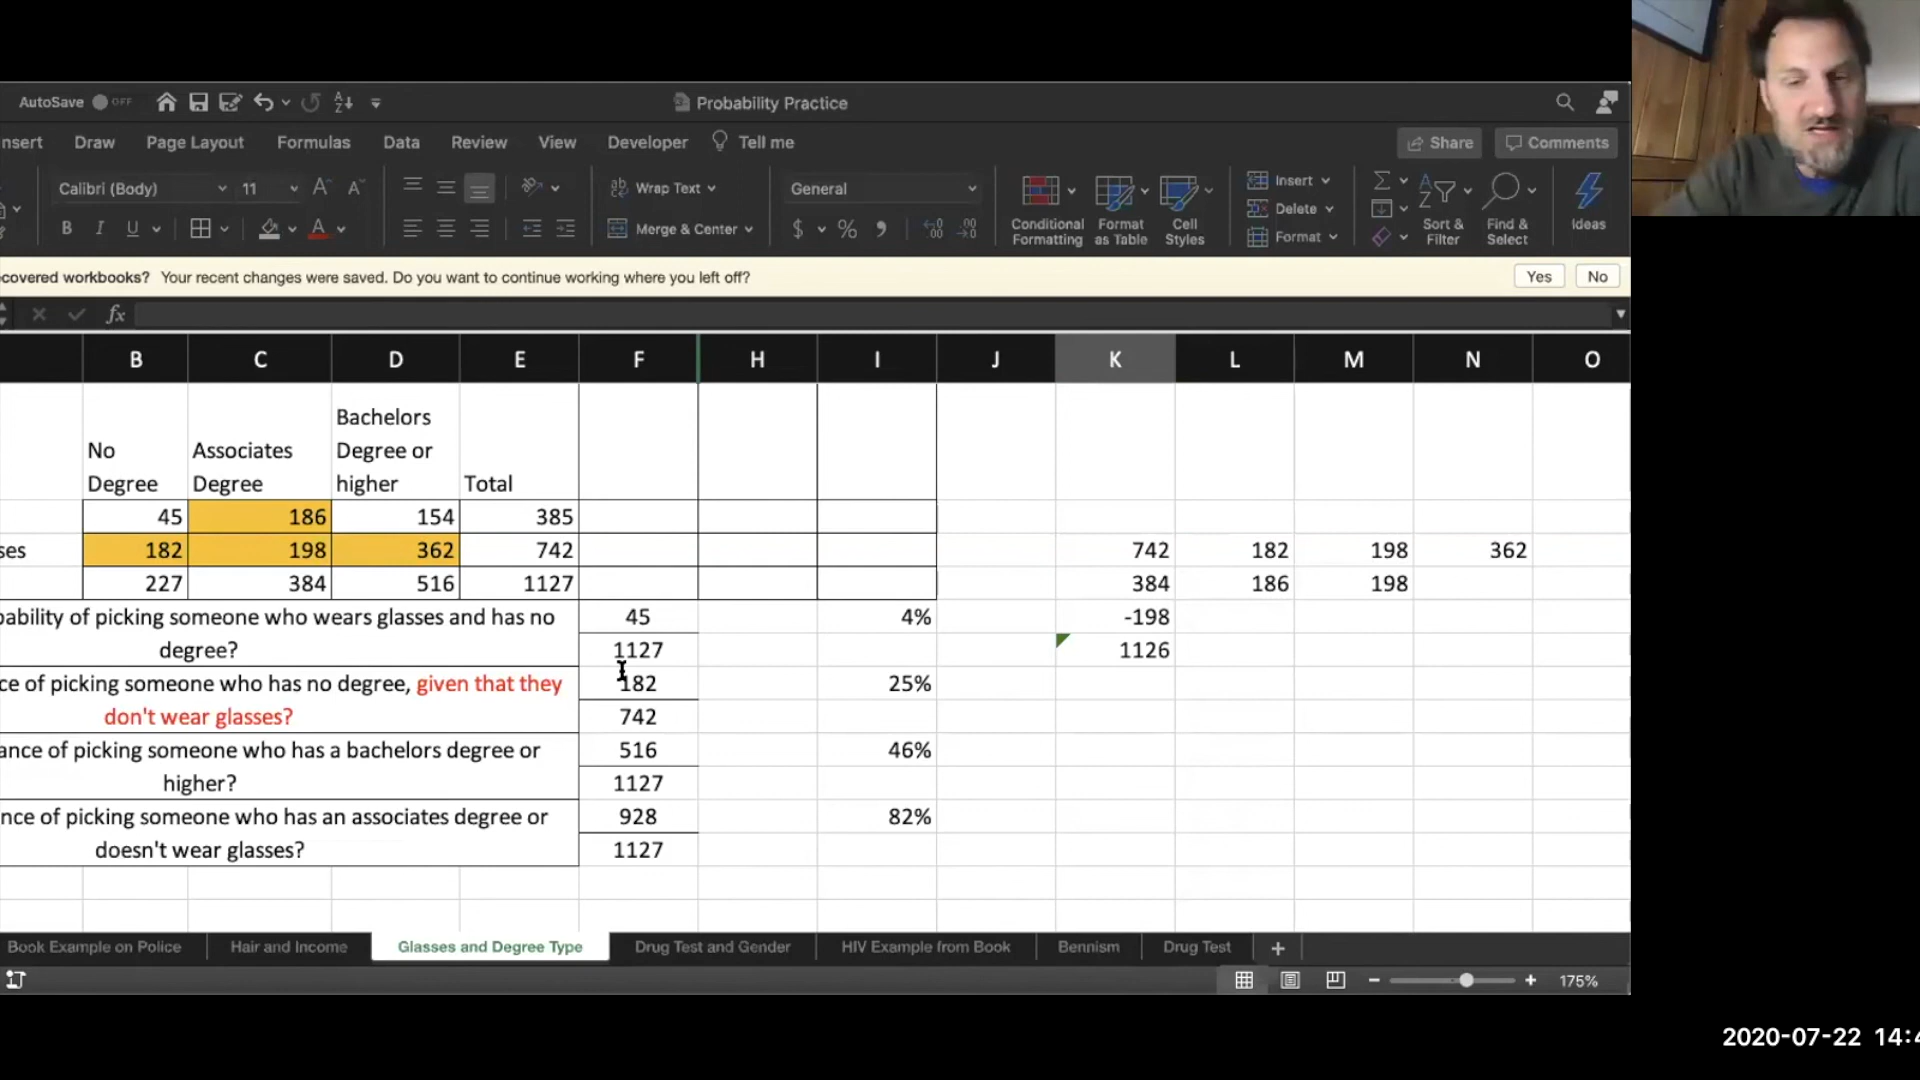 AutoSave OFF Probability Practice
nsert Draw Page Layout Formulas Data Review View Developer Tell me Share Comments
Calibri (Body) 11 A A Wrap Text General Insert
B I U A Merge & Center $ % Conditional Formatting Format as Table Cell Styles Delete Format Sort & Filter Find & Select Ideas
covered workbooks? Your recent changes were saved. Do you want to continue working where you left off? Yes No
fx
B C D E F H I J K L M N O
No Degree Associates Degree Bachelors Degree or higher Total
45 186 154 385
ses 182 198 362 742 742 182 198 362
227 384 516 1127 384 186 198
bability of picking someone who wears glasses and has no 45 4% -198
degree? 1127 1126
ce of picking someone who has no degree, given that they 182 25%
don't wear glasses? 742
ance of picking someone who has a bachelors degree or 516 46%
higher? 1127
nce of picking someone who has an associates degree or 928 82%
doesn't wear glasses? 1127
Book Example on Police Hair and Income Glasses and Degree Type Drug Test and Gender HIV Example from Book Bennism Drug Test +
175%
2020-07-22 14:4